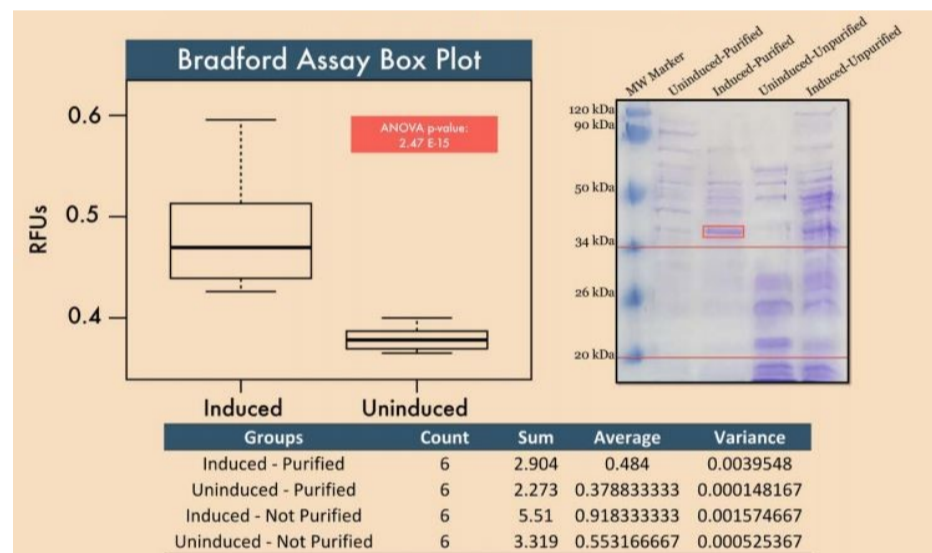 Bradford Assay Box Plot
ANOVA p-value:
2.47 E-15
RFUs
0.6
0.5
0.4
Induced Uninduced
MW Marker
Uninduced-Purified
Induced-Purified
Uninduced-Unpurified
Induced-Unpurified
120 kDa
90 kDa
50 kDa
34 kDa
26 kDa
20 kDa
Groups Count Sum Average Variance
Induced - Purified 6 2.904 0.484 0.0039548
Uninduced - Purified 6 2.273 0.378833333 0.000148167
Induced - Not Purified 6 5.51 0.918333333 0.001574667
Uninduced - Not Purified 6 3.319 0.553166667 0.000525367